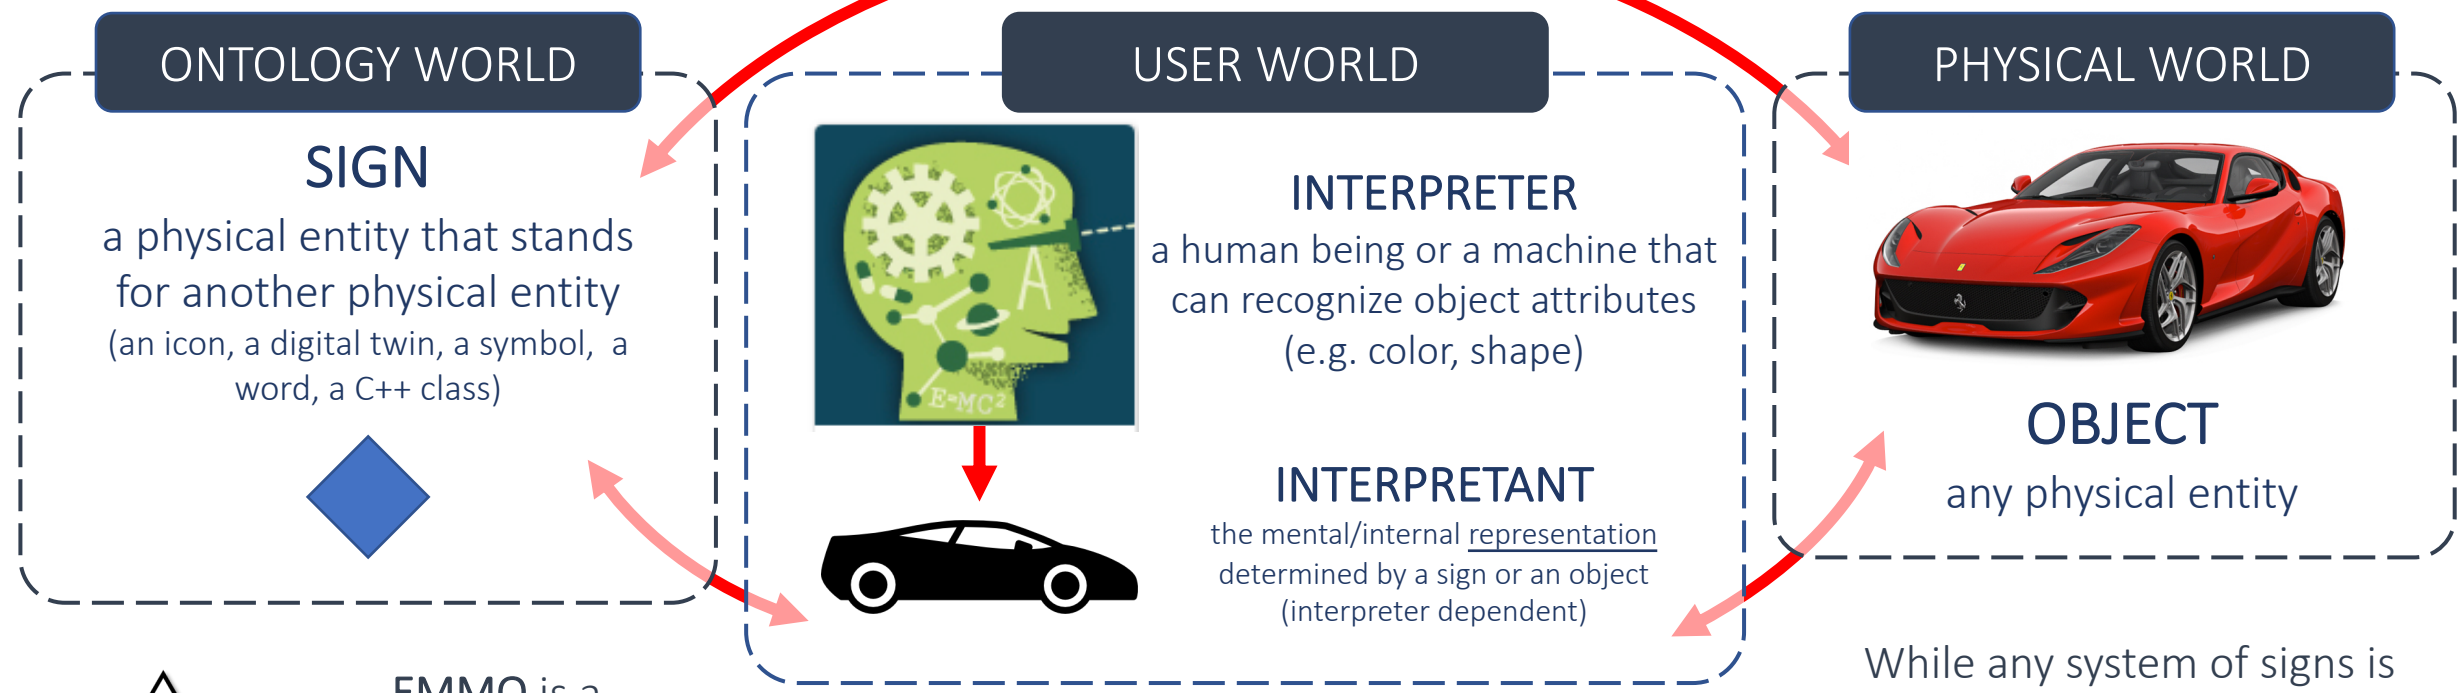 ONTOLOGY WORLD
SIGN
a physical entity that stands
for another physical entity
(an icon, a digital twin, a symbol, a
word, a C++ class)
USER WORLD
E=MC²
INTERPRETER
a human being or a machine that
can recognize object attributes
(e.g. color, shape)
INTERPRETANT
the mental/internal representation
determined by a sign or an object
(interpreter dependent)
PHYSICAL WORLD
OBJECT
any physical entity
EMMO is a
While any system of signs is